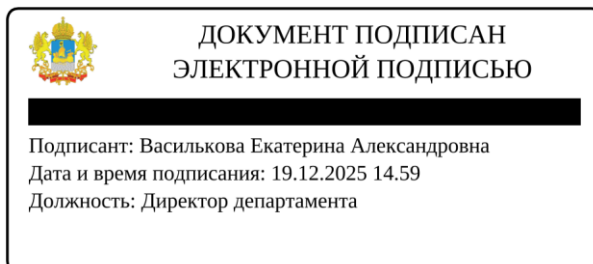 ДОКУМЕНТ ПОДПИСАН
ЭЛЕКТРОННОЙ ПОДПИСЬЮ
Подписант: Василькова Екатерина Александровна
Дата и время подписания: 19.12.2025 14.59
Должность: Директор департамента